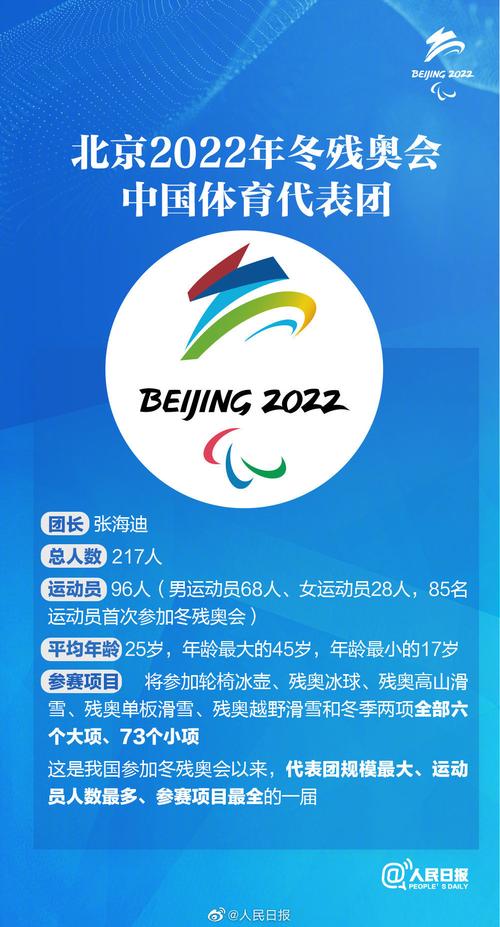 BEIJING 2022
北京2022年冬残奥会
中国体育代表团
BEIJING 2022
团长 张海迪
总人数 217人
运动员 96人（男运动员68人、女运动员28人，85名
运动员首次参加冬残奥会）
平均年龄 25岁，年龄最大的45岁，年龄最小的17岁
参赛项目 将参加轮椅冰壶、残奥冰球、残奥高山滑
雪、残奥单板滑雪、残奥越野滑雪和冬季两项全部六
个大项、73个小项
这是我国参加冬残奥会以来，代表团规模最大、运动
员人数最多、参赛项目最全的一届
@人民日报
PEOPLE'S DAILY
@人民日报